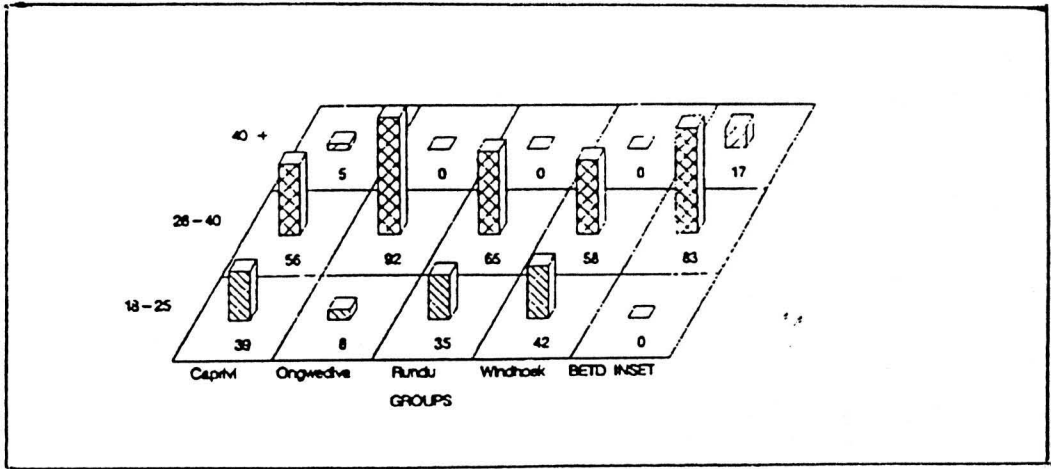 40 +
5 0 0 0 17
26-40
56 92 65 58 83
18-25
39 8 35 42 0
Caprivi Ongwediva Rundu Windhoek BETD INSET
GROUPS